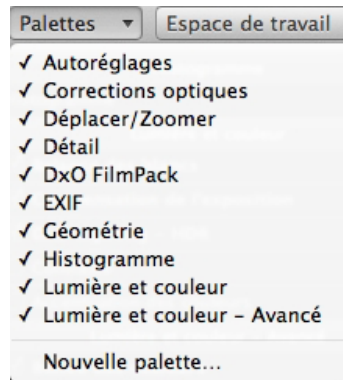 Palettes ▼ Espace de travail
✓ Autoréglages
✓ Corrections optiques
✓ Déplacer/Zoomer
✓ Détail
✓ DxO FilmPack
✓ EXIF
✓ Géométrie
✓ Histogramme
✓ Lumière et couleur
✓ Lumière et couleur – Avancé
Nouvelle palette...